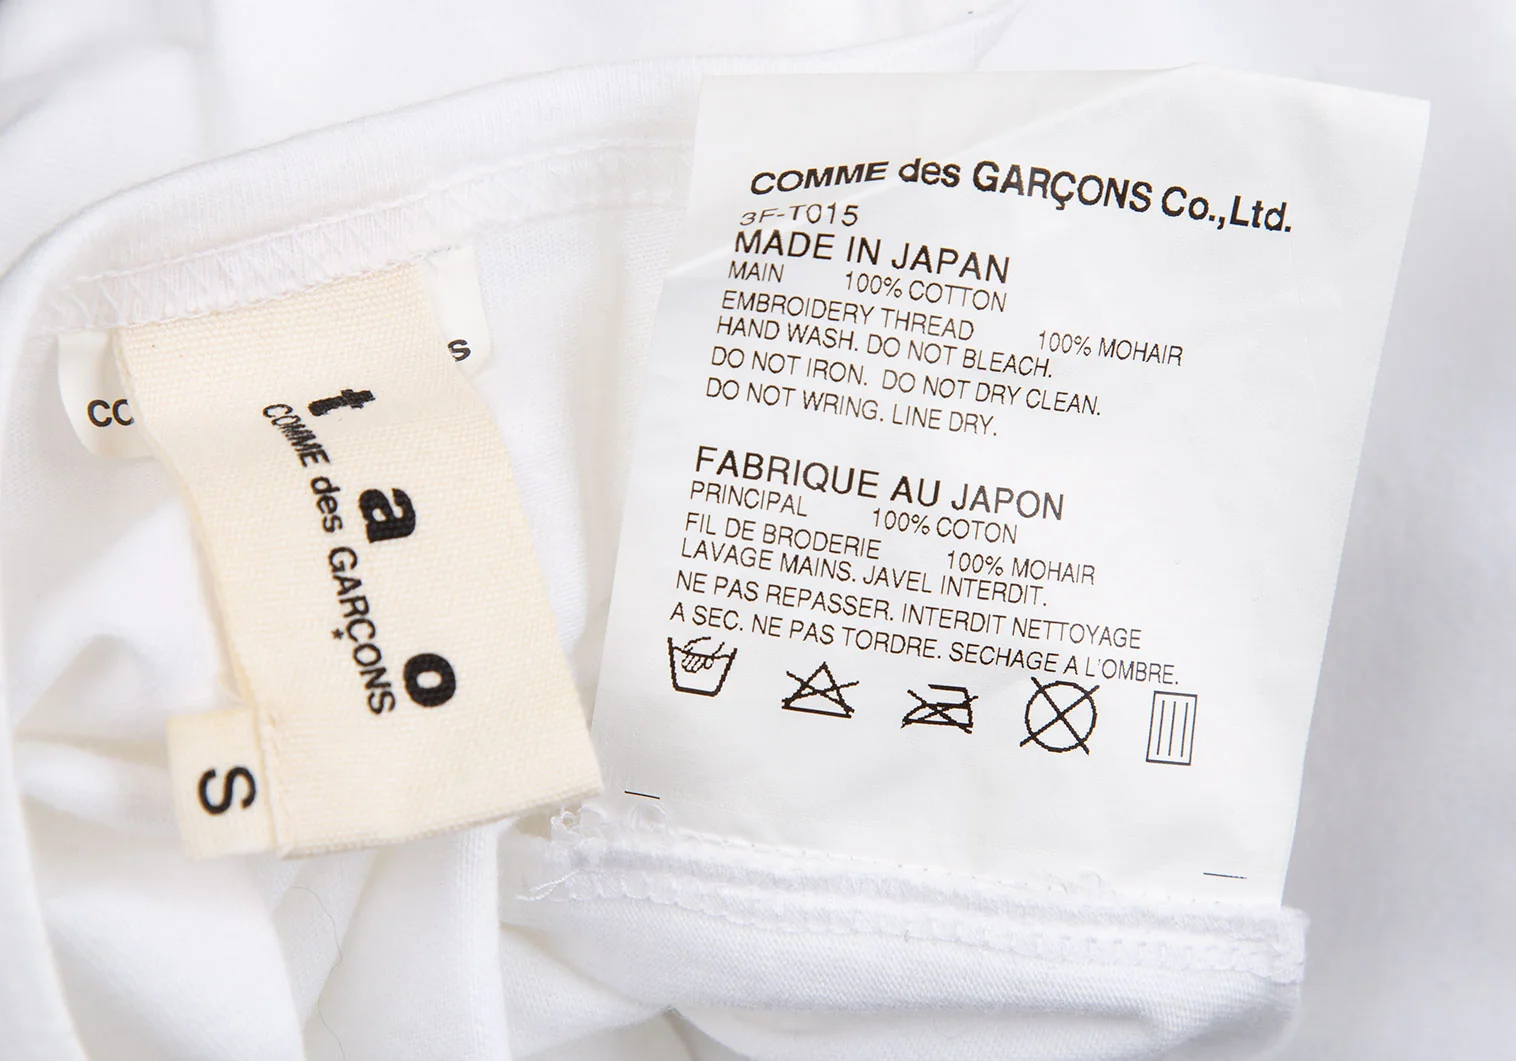 CO
S
t a o
COMME des GARÇONS
*
S
COMME des GARÇONS Co.,Ltd.
3F-T015
MADE IN JAPAN
MAIN 100% COTTON
EMBROIDERY THREAD 100% MOHAIR
HAND WASH. DO NOT BLEACH.
DO NOT IRON. DO NOT DRY CLEAN.
DO NOT WRING. LINE DRY.
FABRIQUE AU JAPON
PRINCIPAL 100% COTON
FIL DE BRODERIE 100% MOHAIR
LAVAGE MAINS. JAVEL INTERDIT.
NE PAS REPASSER. INTERDIT NETTOYAGE
A SEC. NE PAS TORDRE. SECHAGE A L'OMBRE.